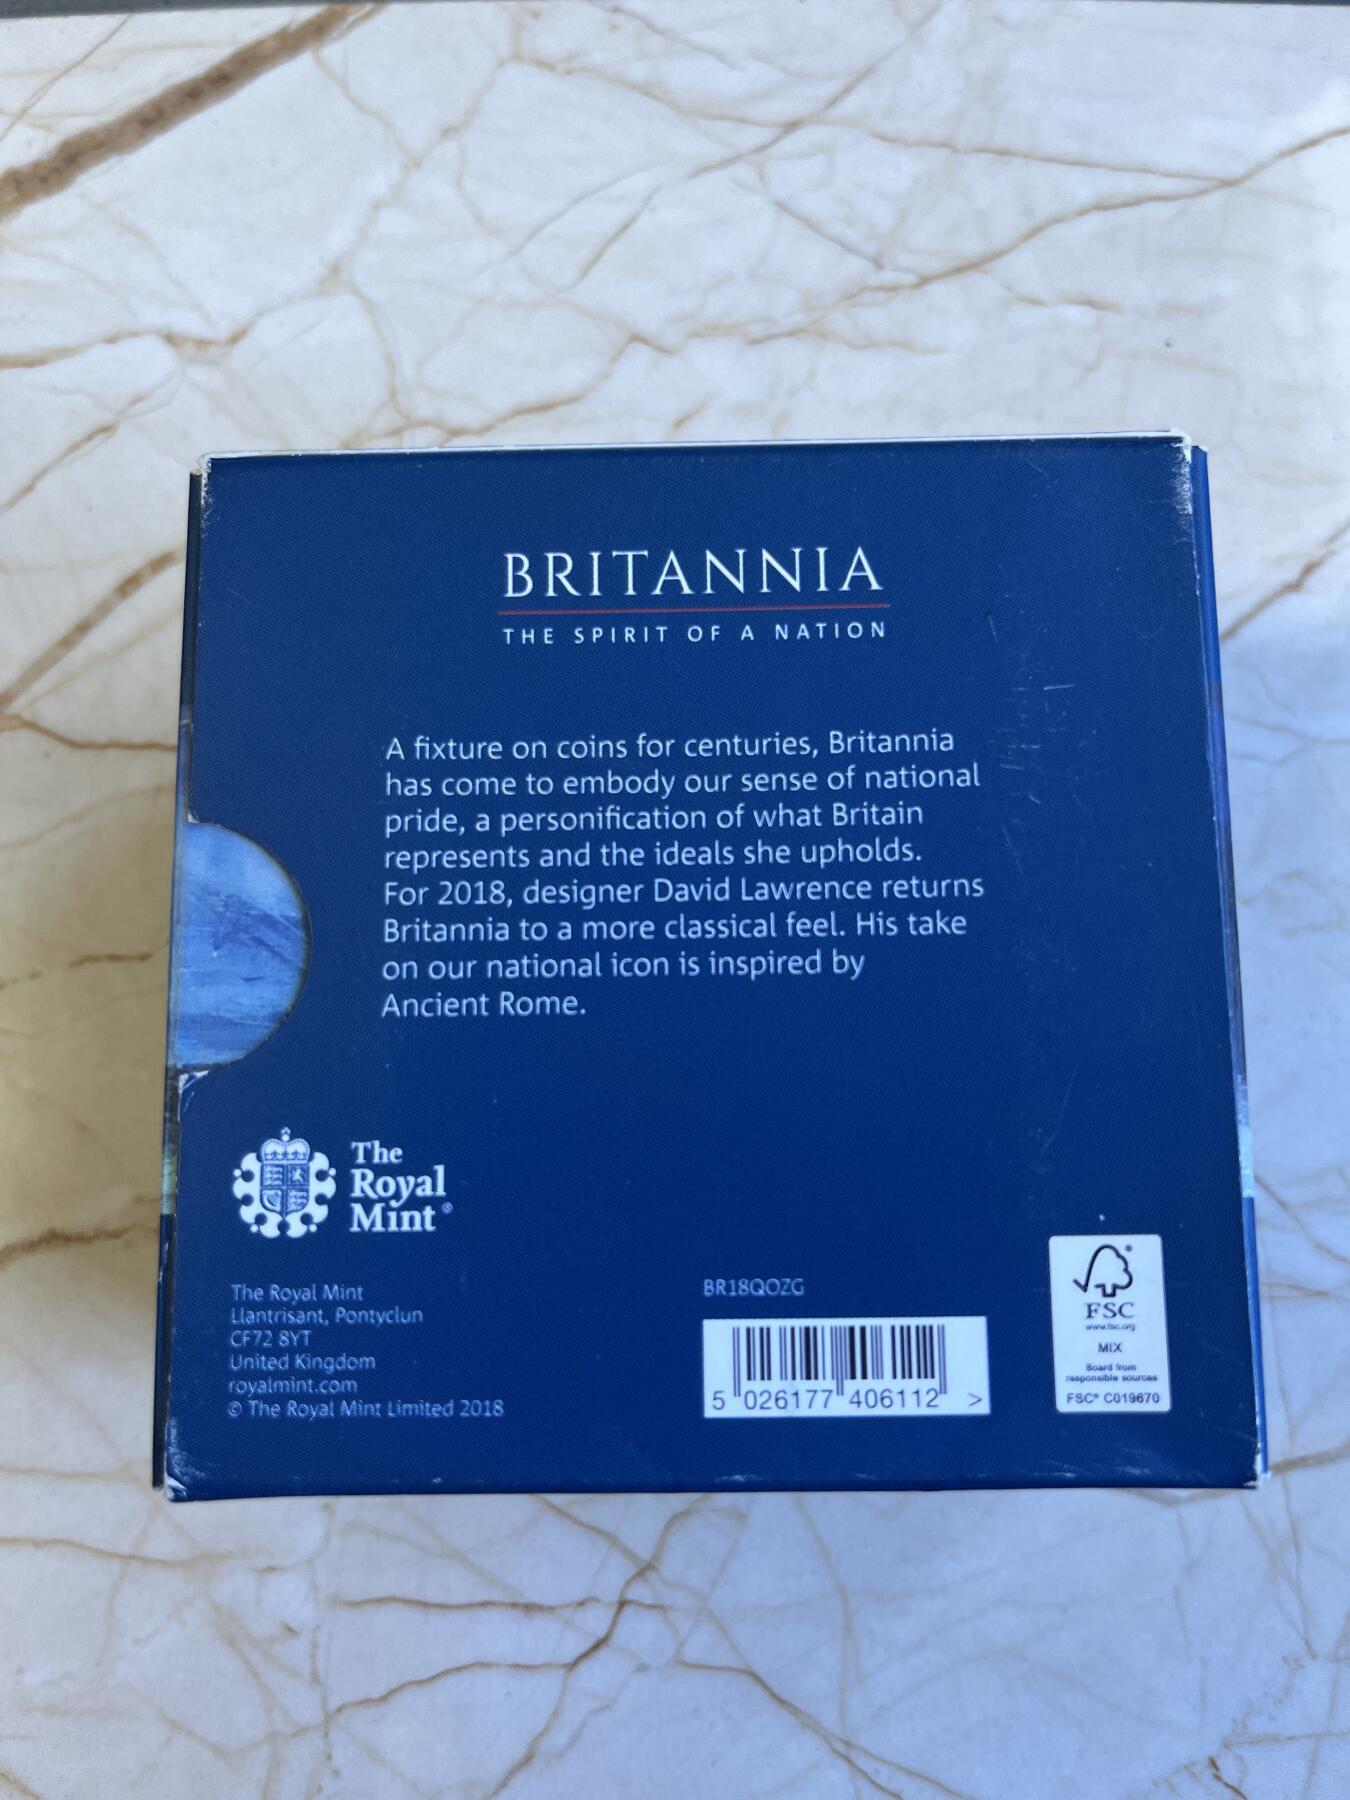 BRITANNIA
THE SPIRIT OF A NATION
A fixture on coins for centuries, Britannia
has come to embody our sense of national
pride, a personification of what Britain
represents and the ideals she upholds.
For 2018, designer David Lawrence returns
Britannia to a more classical feel. His take
on our national icon is inspired by
Ancient Rome.
The
Royal
Mint®
The Royal Mint
Llantrisant, Pontyclun
CF72 8YT
United Kingdom
royalmint.com
© The Royal Mint Limited 2018
BR18QOZG
5 026177 406112 >
FSC
www.fsc.org
MIX
Board from
responsible sources
FSC® C019670